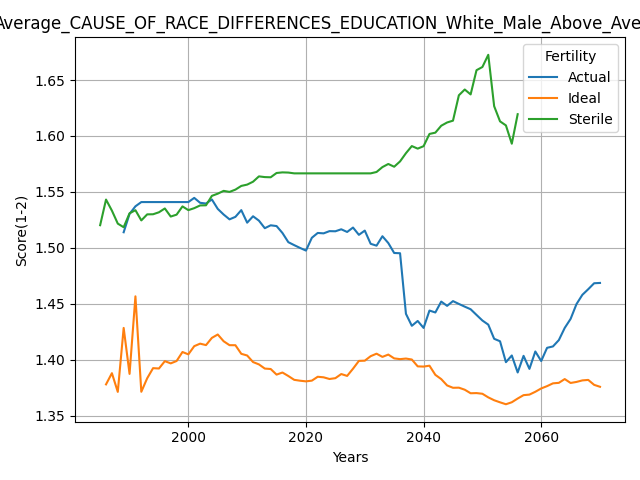 Average_CAUSE_OF_RACE_DIFFERENCES_EDUCATION_White_Male_Above_Ave
Fertility
Actual
Ideal
Sterile
Score(1-2)
1.65
1.60
1.55
1.50
1.45
1.40
1.35
2000 2020 2040 2060
Years